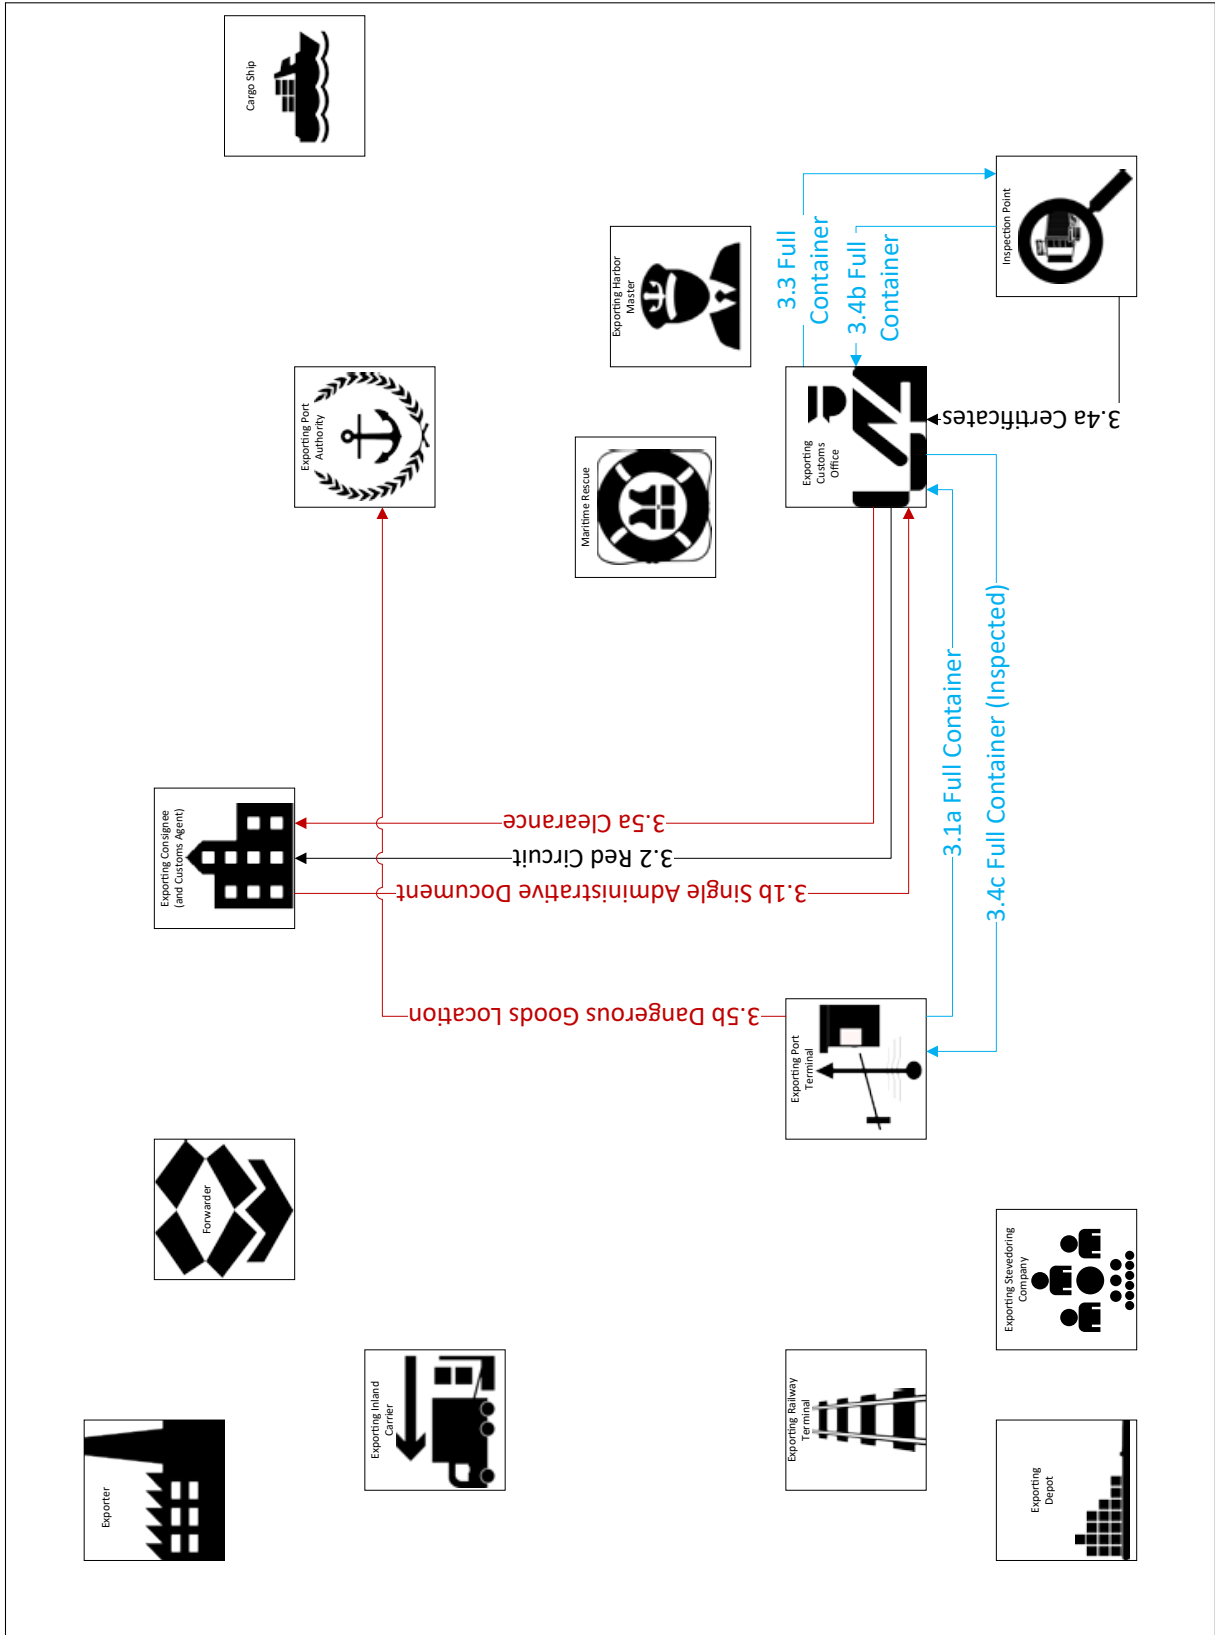 Exporter
Forwarder
Exporting Consignee
(and Customs Agent)
Cargo Ship
Exporting Inland
Carrier
Exporting Port
Authority
Maritime Rescue
Exporting Harbor
Master
Exporting Railway
Terminal
Exporting Port
Terminal
Exporting
Customs
Office
Exporting
Depot
Exporting Stevedoring
Company
Inspection Point
3.5b Dangerous Goods Location
3.1b Single Administrative Document
3.2 Red Circuit
3.5a Clearance
3.1a Full Container
3.4c Full Container (Inspected)
3.3 Full
Container
3.4b Full
Container
3.4a Certificates